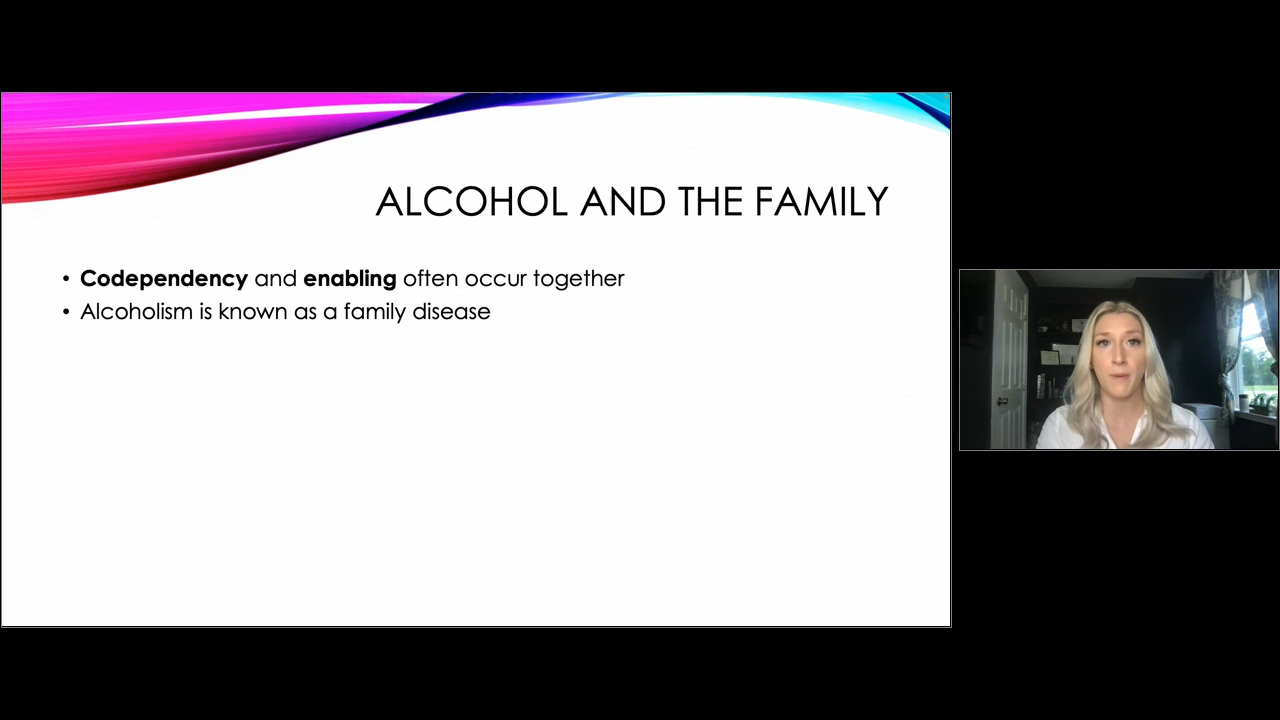 ALCOHOL AND THE FAMILY
• Codependency and enabling often occur together
• Alcoholism is known as a family disease